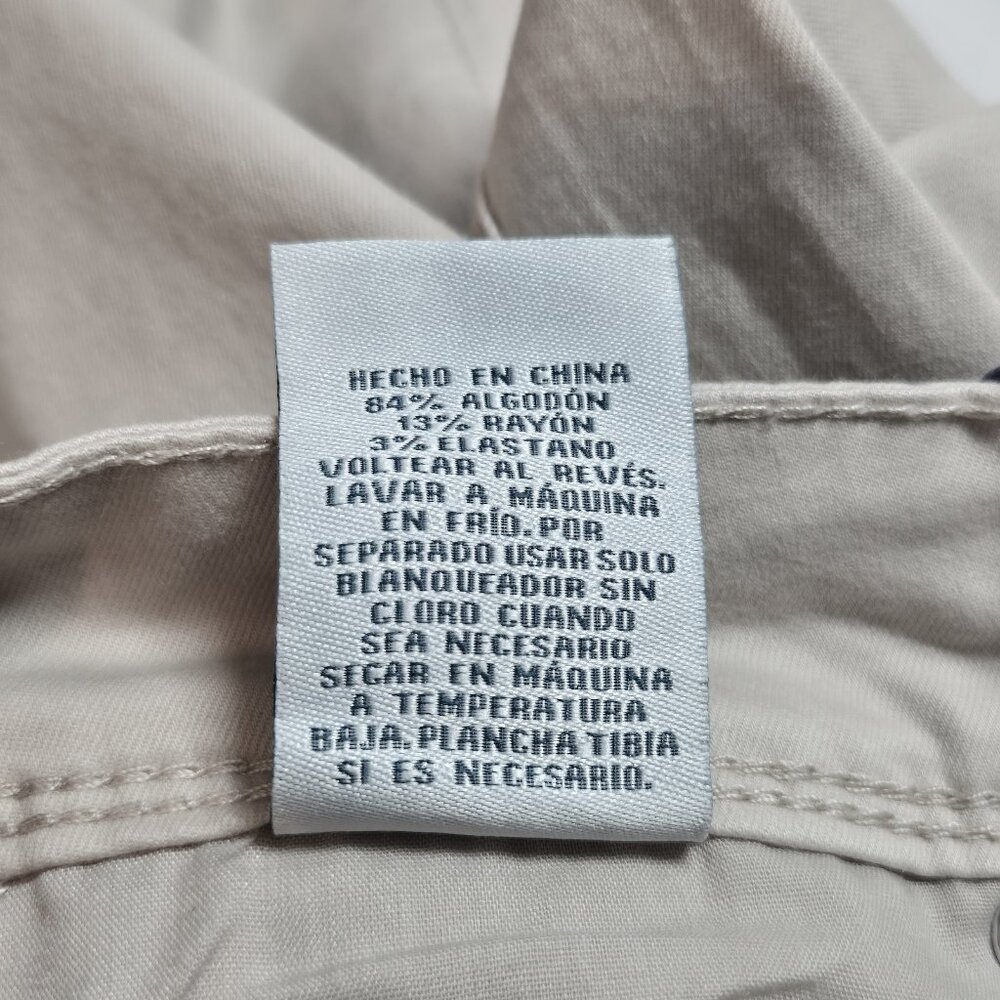 HECHO EN CHINA
84% ALGODÓN
13% RAYÓN
3% ELASTANO
VOLTEAR AL REVÉS.
LAVAR A MÁQUINA
EN FRÍO. POR
SEPARADO USAR SOLO
BLANQUEADOR SIN
CLORO CUANDO
SEA NECESARIO
SECAR EN MÁQUINA
A TEMPERATURA
BAJA. PLANCHA TIBIA
SI ES NECESARIO.